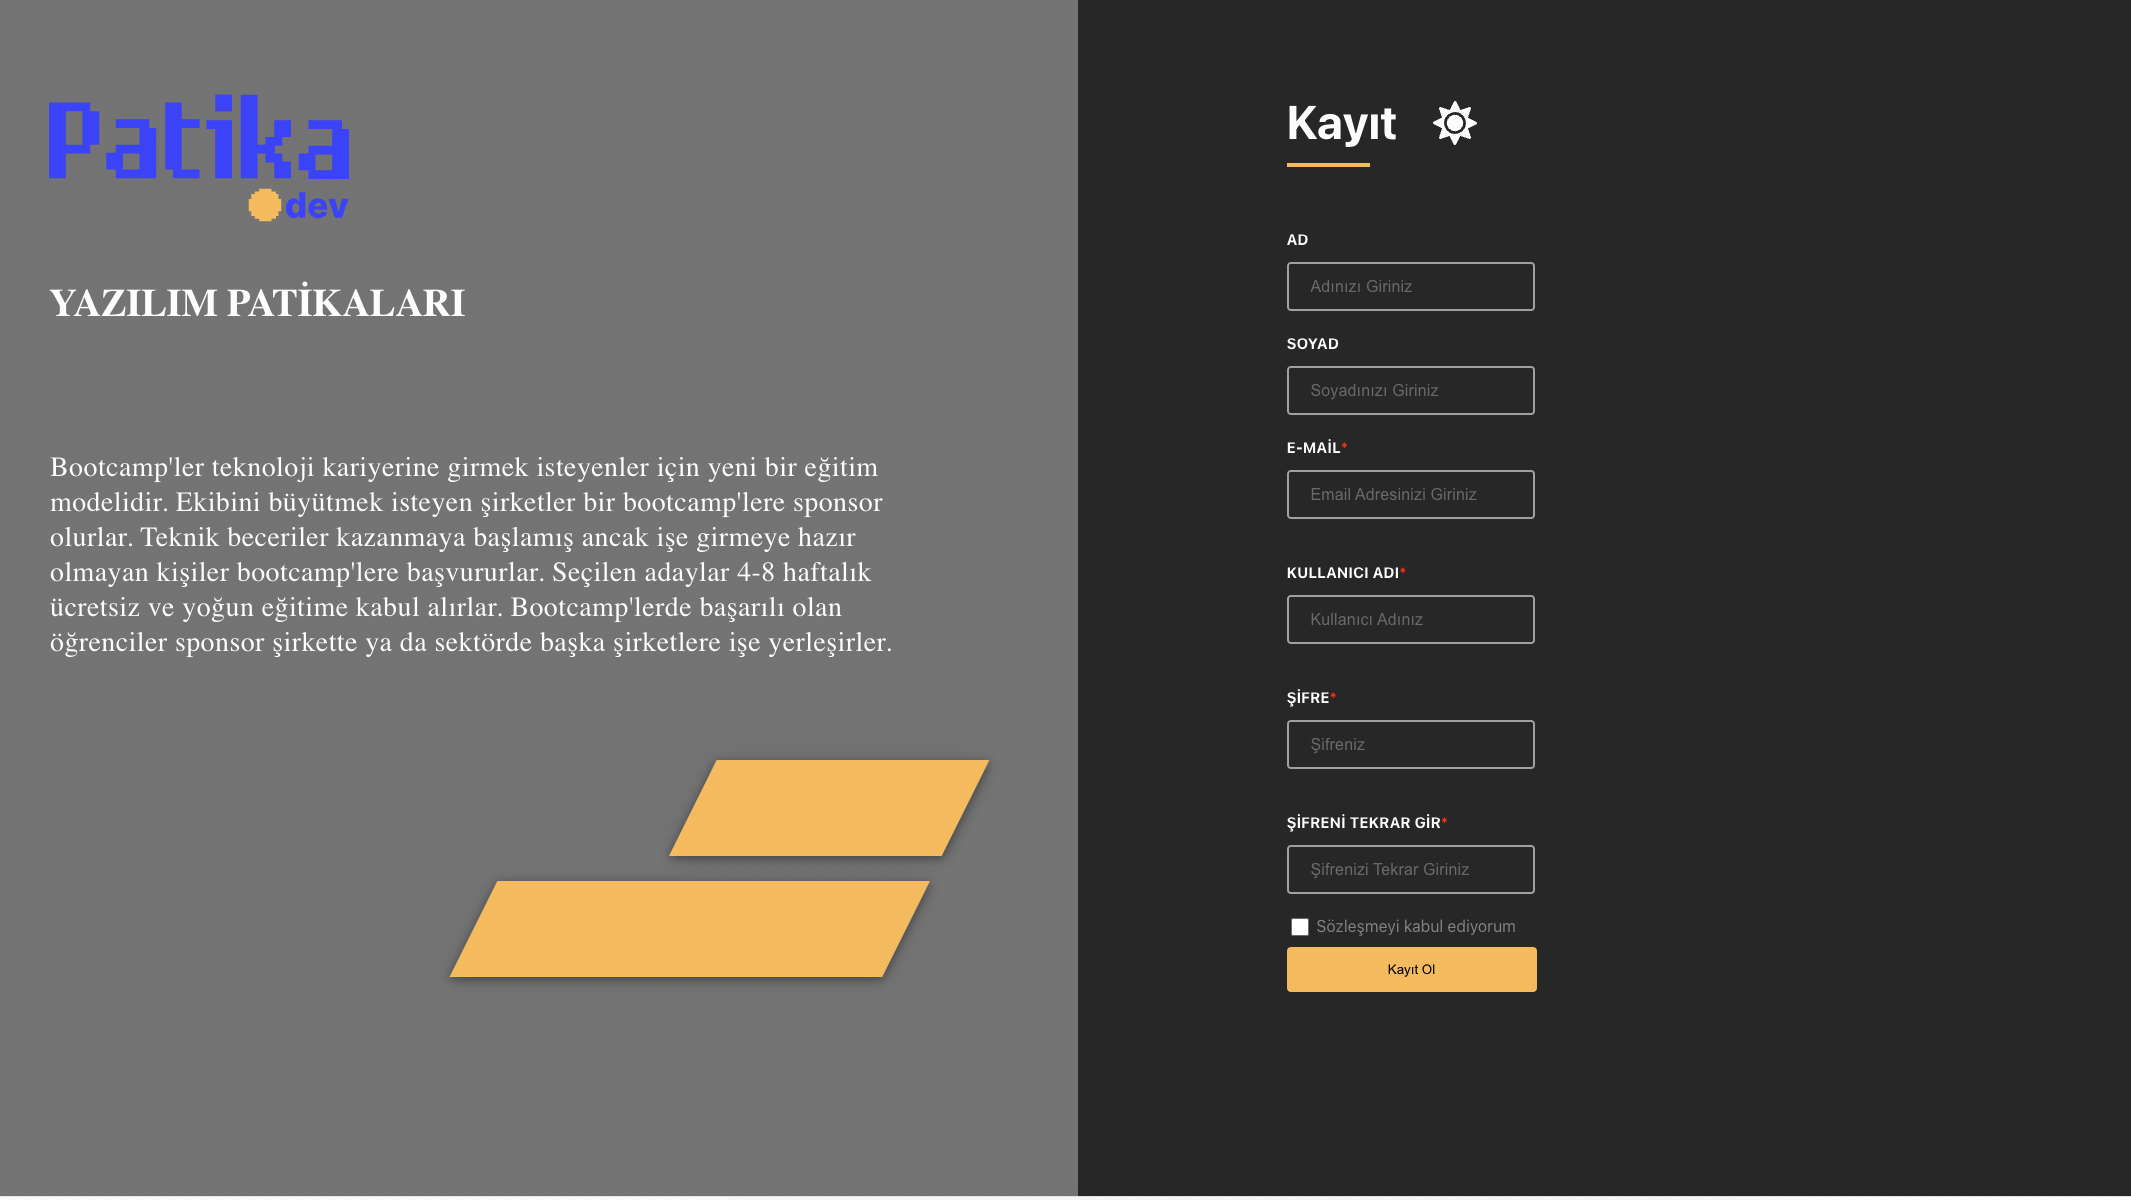 Patika
dev
YAZILIM PATİKALARI
Bootcamp'ler teknoloji kariyerine girmek isteyenler için yeni bir eğitim
modelidir. Ekibini büyütmek isteyen şirketler bir bootcamp'lere sponsor
olurlar. Teknik beceriler kazanmaya başlamış ancak işe girmeye hazır
olmayan kişiler bootcamp'lere başvururlar. Seçilen adaylar 4-8 haftalık
ücretsiz ve yoğun eğitime kabul alırlar. Bootcamp'lerde başarılı olan
öğrenciler sponsor şirkette ya da sektörde başka şirketlere işe yerleşirler.
Kayıt
AD
Adınızı Giriniz
SOYAD
Soyadınızı Giriniz
E-MAİL*
Email Adresinizi Giriniz
KULLANICI ADI*
Kullanıcı Adınız
ŞİFRE*
Şifreniz
ŞİFRENİ TEKRAR GİR*
Şifrenizi Tekrar Giriniz
Sözleşmeyi kabul ediyorum
Kayıt Ol